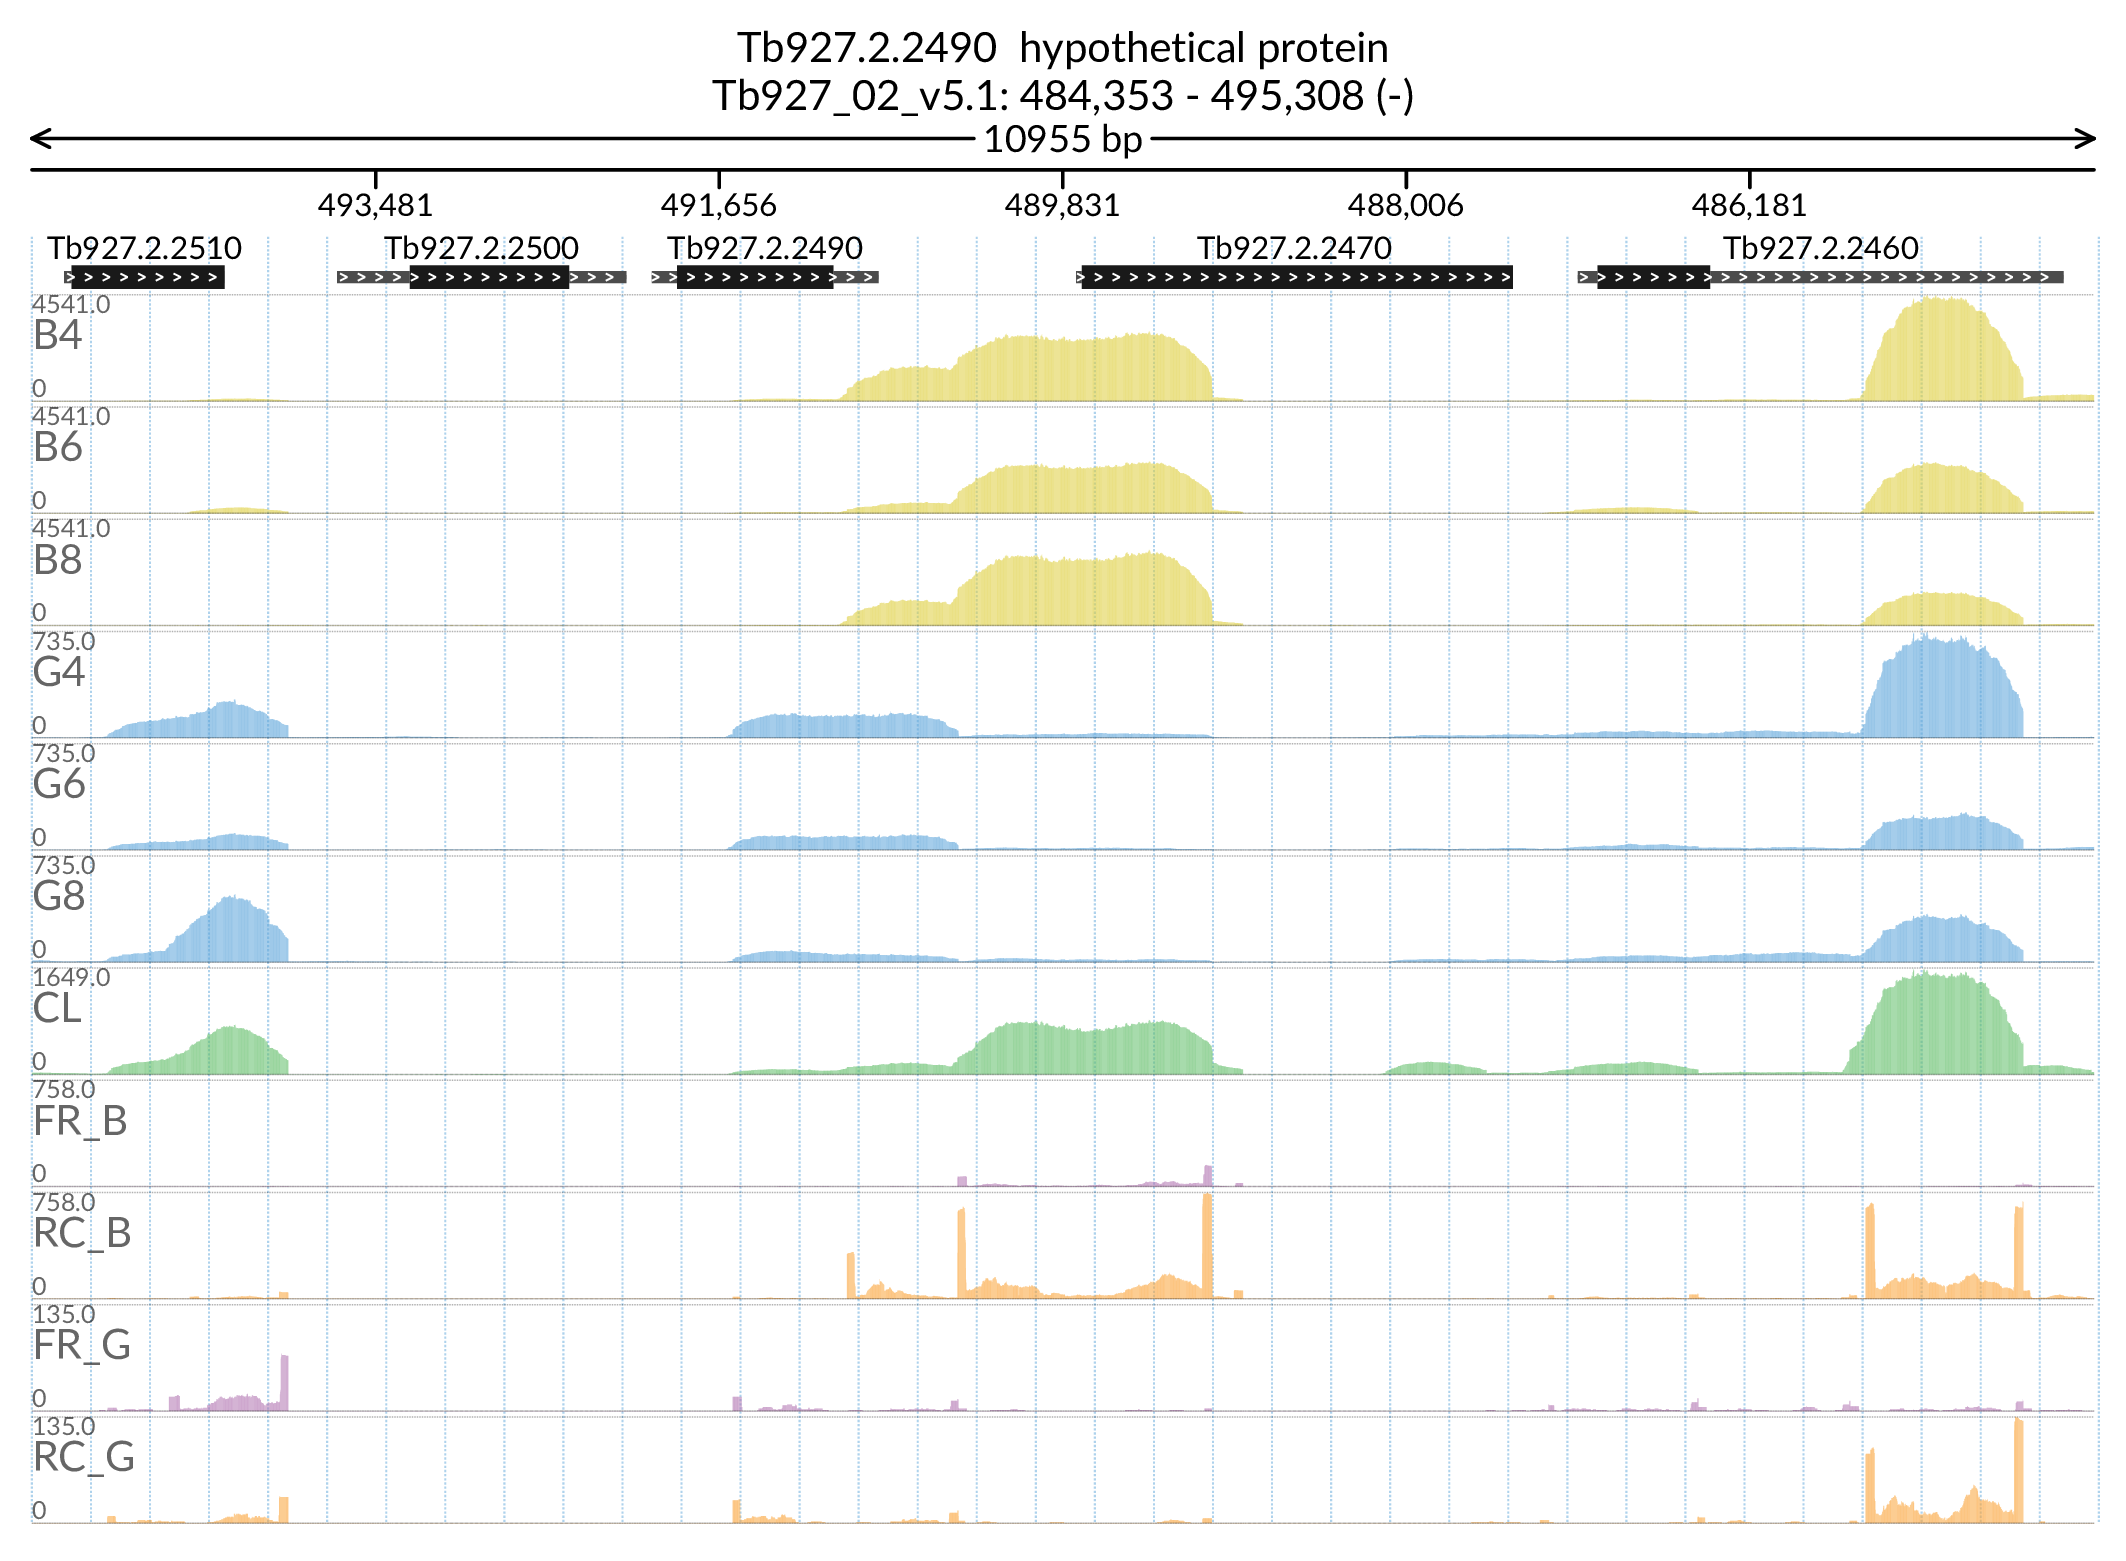 Tb927.2.2490  hypothetical protein
Tb927_02_v5.1: 484,353 - 495,308 (-)
10955 bp
493,481 491,656 489,831 488,006 486,181
Tb927.2.2510 Tb927.2.2500 Tb927.2.2490 Tb927.2.2470 Tb927.2.2460
4541.0
B4
0
4541.0
B6
0
4541.0
B8
0
735.0
G4
0
735.0
G6
0
735.0
G8
0
1649.0
CL
0
758.0
FR_B
0
758.0
RC_B
0
135.0
FR_G
0
135.0
RC_G
0